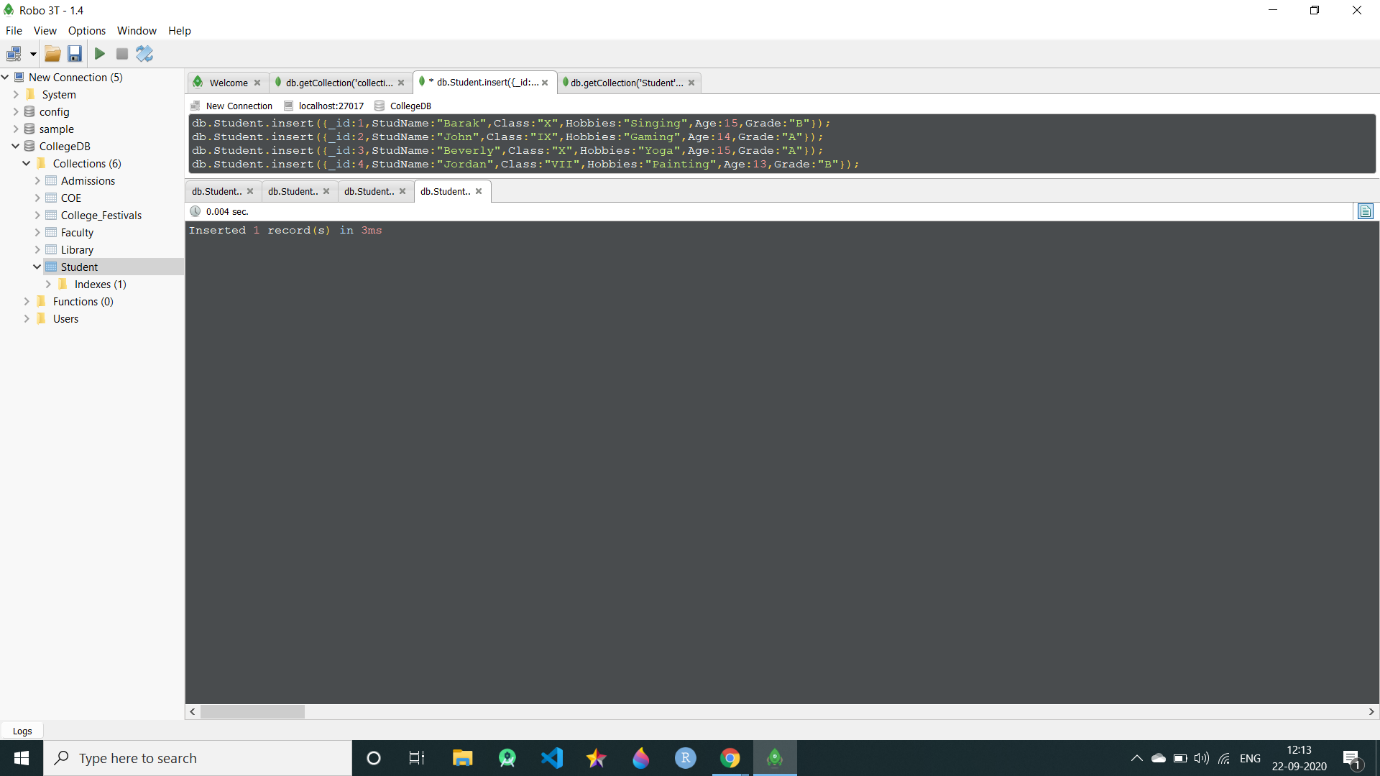 Robo 3T - 1.4
File View Options Window Help
New Connection (5)
System
config
sample
CollegeDB
Collections (6)
Admissions
COE
College_Festivals
Faculty
Library
Student
Indexes (1)
Functions (0)
Users
Welcome db.getCollection('collecti... * db.Student.insert({_id:... db.getCollection('Student'...
New Connection localhost:27017 CollegeDB
db.Student.insert({_id:1,StudName:"Barak",Class:"X",Hobbies:"Singing",Age:15,Grade:"B"});
db.Student.insert({_id:2,StudName:"John",Class:"IX",Hobbies:"Gaming",Age:14,Grade:"A"});
db.Student.insert({_id:3,StudName:"Beverly",Class:"X",Hobbies:"Yoga",Age:15,Grade:"A"});
db.Student.insert({_id:4,StudName:"Jordan",Class:"VII",Hobbies:"Painting",Age:13,Grade:"B"});
db.Student.. db.Student.. db.Student.. db.Student..
0.004 sec.
Inserted 1 record(s) in 3ms
Logs
Type here to search
R
ENG
12:13
22-09-2020
1